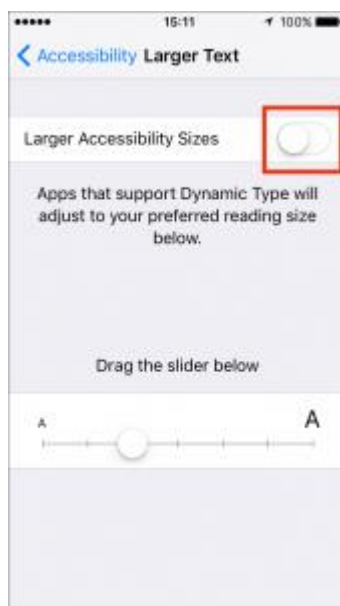 15:11 100%
Accessibility Larger Text
Larger Accessibility Sizes
Apps that support Dynamic Type will
adjust to your preferred reading size
below.
Drag the slider below
A A